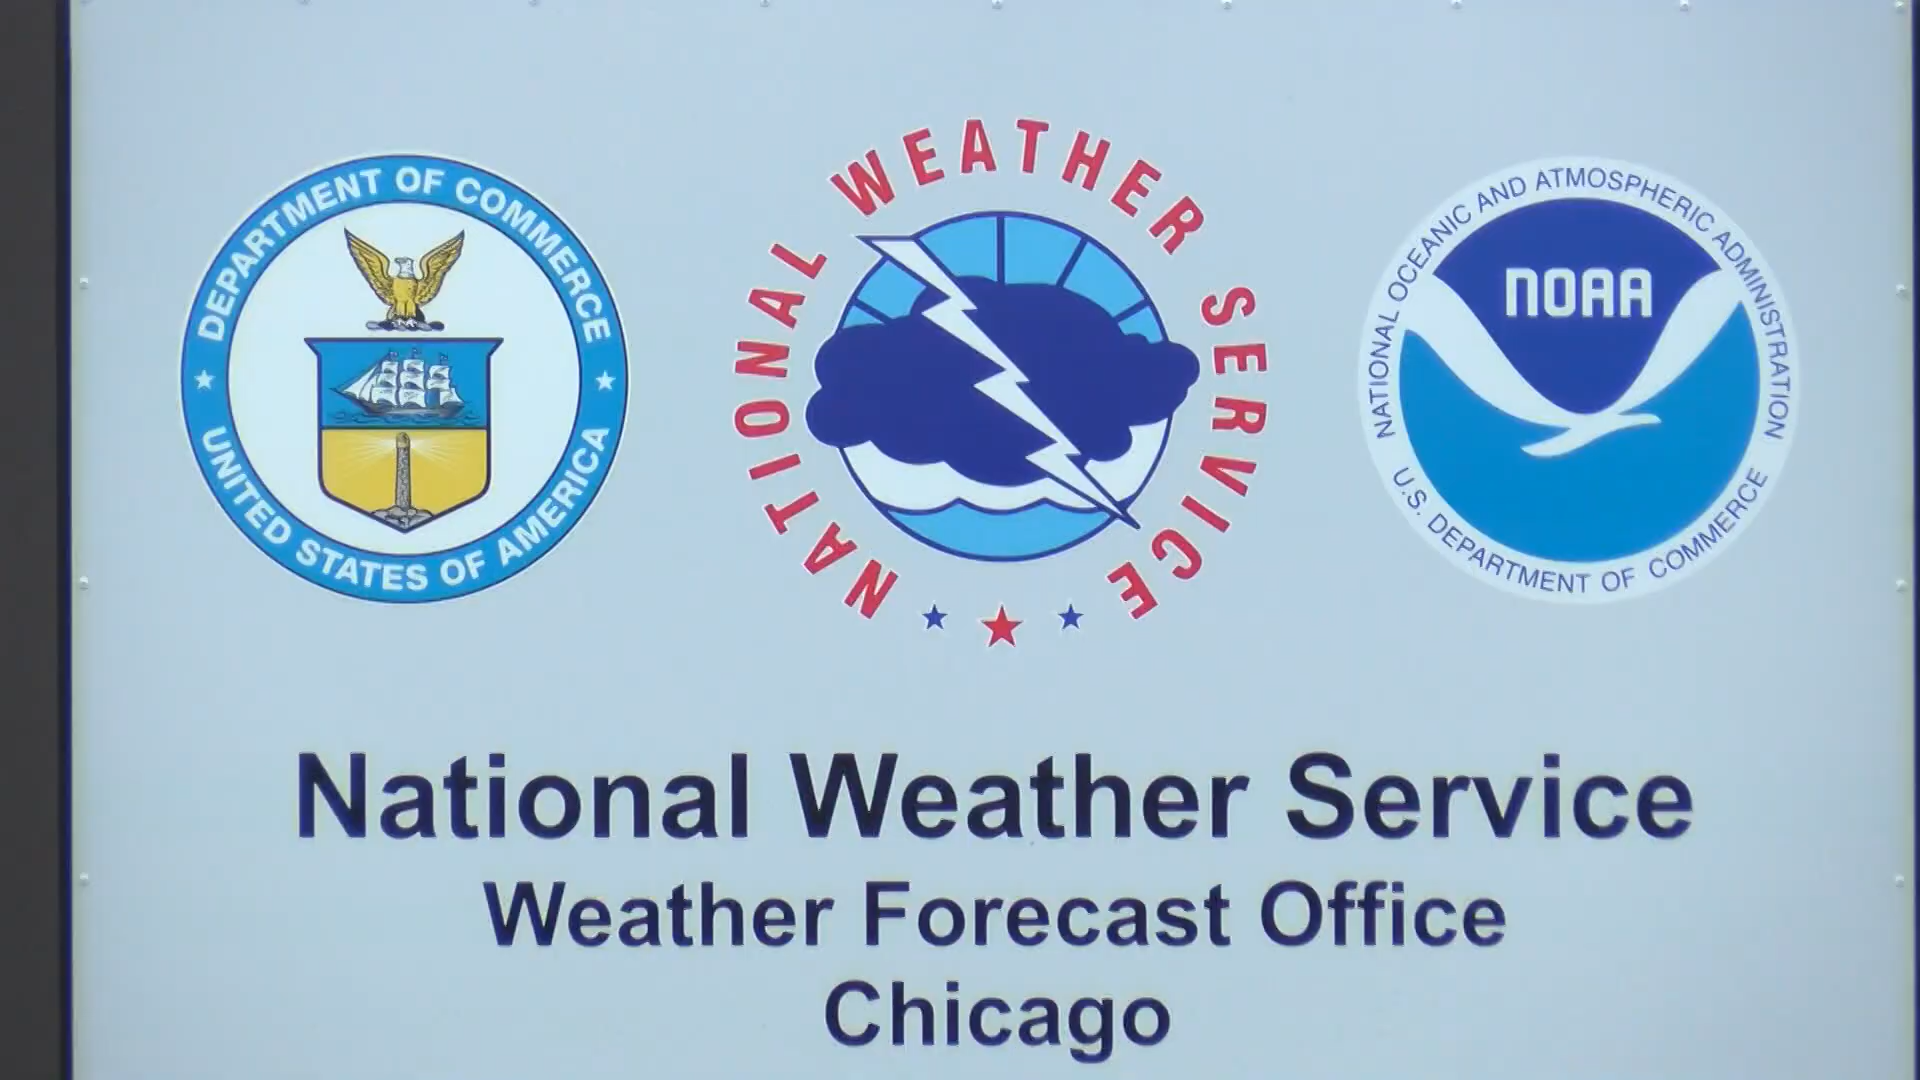 DEPARTMENT OF COMMERCE
UNITED STATES OF AMERICA
NATIONAL WEATHER SERVICE
NATIONAL OCEANIC AND ATMOSPHERIC ADMINISTRATION
NOAA
U.S. DEPARTMENT OF COMMERCE
National Weather Service
Weather Forecast Office
Chicago